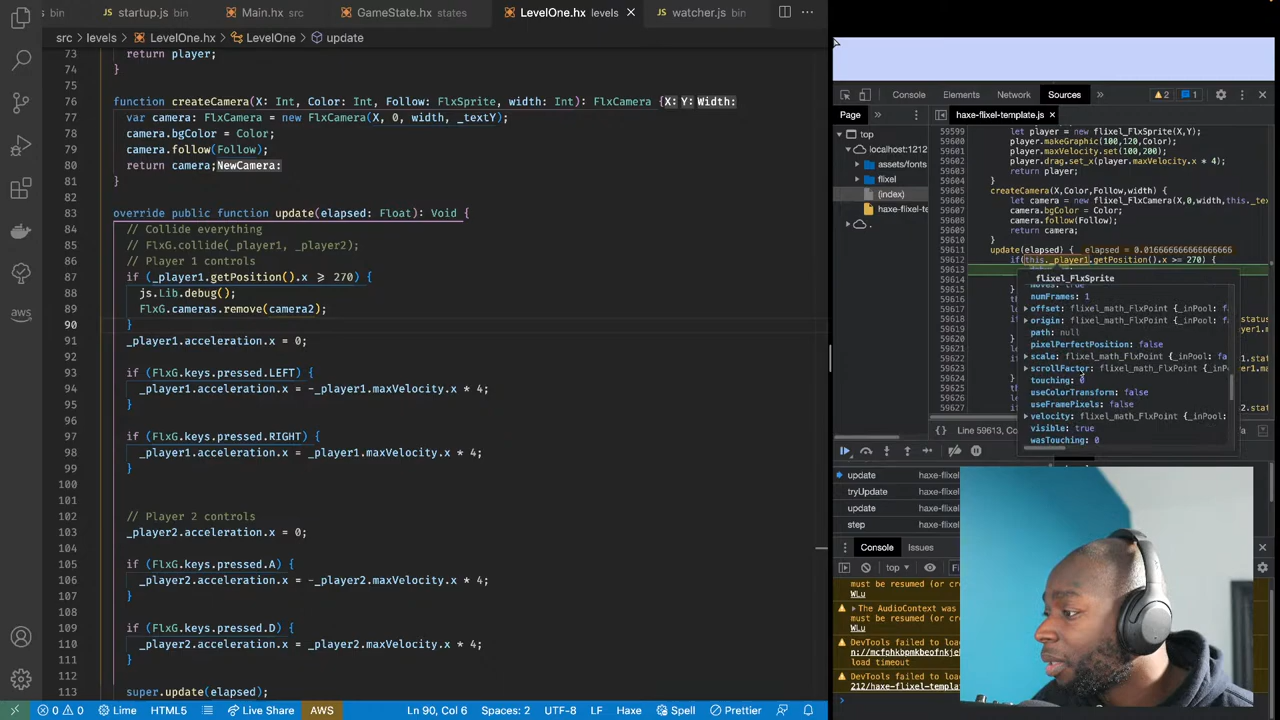 startup.js bin
Main.hx src
GameState.hx states
LevelOne.hx levels
watcher.js bin
src > levels > LevelOne.hx > LevelOne > update
73 return player;
74 }
75
76 function createCamera(X: Int, Color: Int, Follow: FlxSprite, width: Int): FlxCamera {X: Y: Width:
77 var camera: FlxCamera = new FlxCamera(X, 0, width, _textY);
78 camera.bgColor = Color;
79 camera.follow(Follow);
80 return camera;NewCamera:
81 }
82
83 override public function update(elapsed: Float): Void {
84 // Collide everything
85 // FlxG.collide(_player1, _player2);
86 // Player 1 controls
87 if (_player1.getPosition().x ≥ 270) {
88 js.Lib.debug();
89 FlxG.cameras.remove(camera2);
90 }
91 _player1.acceleration.x = 0;
92
93 if (FlxG.keys.pressed.LEFT) {
94 _player1.acceleration.x = -_player1.maxVelocity.x * 4;
95 }
96
97 if (FlxG.keys.pressed.RIGHT) {
98 _player1.acceleration.x = _player1.maxVelocity.x * 4;
99 }
100
101
102 // Player 2 controls
103 _player2.acceleration.x = 0;
104
105 if (FlxG.keys.pressed.A) {
106 _player2.acceleration.x = -_player2.maxVelocity.x * 4;
107 }
108
109 if (FlxG.keys.pressed.D) {
110 _player2.acceleration.x = _player2.maxVelocity.x * 4;
111 }
112
113 super.update(elapsed);
aws
0 0 Lime HTML5 Live Share AWS Ln 90, Col 6 Spaces: 2 UTF-8 LF Haxe Spell Prettier
Console Elements Network Sources » 2 1
Page » haxe-flixel-template.js
top
localhost:1212
assets/fonts
flixel
(index)
haxe-flixel-te
.
59599 let player = new flixel_FlxSprite(X,Y);
59600 player.makeGraphic(100,120,Color);
59601 player.maxVelocity.set(100,200);
59602 player.drag.set_x(player.maxVelocity.x * 4);
59603 return player;
59604 }
59605 createCamera(X,Color,Follow,width) {
59606 let camera = new flixel_FlxCamera(X,0,width,this._tex
59607 camera.bgColor = Color;
59608 camera.follow(Follow);
59609 return camera;
59610 }
59611 update(elapsed) { elapsed = 0.016666666666666666
59612 if(this._player1.getPosition().x >= 270) {
59613
59614
59615
59616
59617
59618
59619
59620
59621
59622
59623
59624
59625
59626
59627
flixel_FlxSprite
moves: true
numFrames: 1
offset: flixel_math_FlxPoint {_inPool: f
origin: flixel_math_FlxPoint {_inPool: f
path: null
pixelPerfectPosition: false
scale: flixel_math_FlxPoint {_inPool: fa
scrollFactor: flixel_math_FlxPoint {_inP
touching: 0
useColorTransform: false
useFramePixels: false
velocity: flixel_math_FlxPoint {_inPool:
visible: true
wasTouching: 0
{} Line 59613,
update haxe-flixel
tryUpdate haxe-flixel
update haxe-flixel
step haxe-flixel
Console Issues
top
must be resumed (or cr
WLu
The AudioContext was
must be resumed (or cr
WLu
DevTools failed to loa
load timeout
DevTools failed to loa
212/haxe-flixel-templa